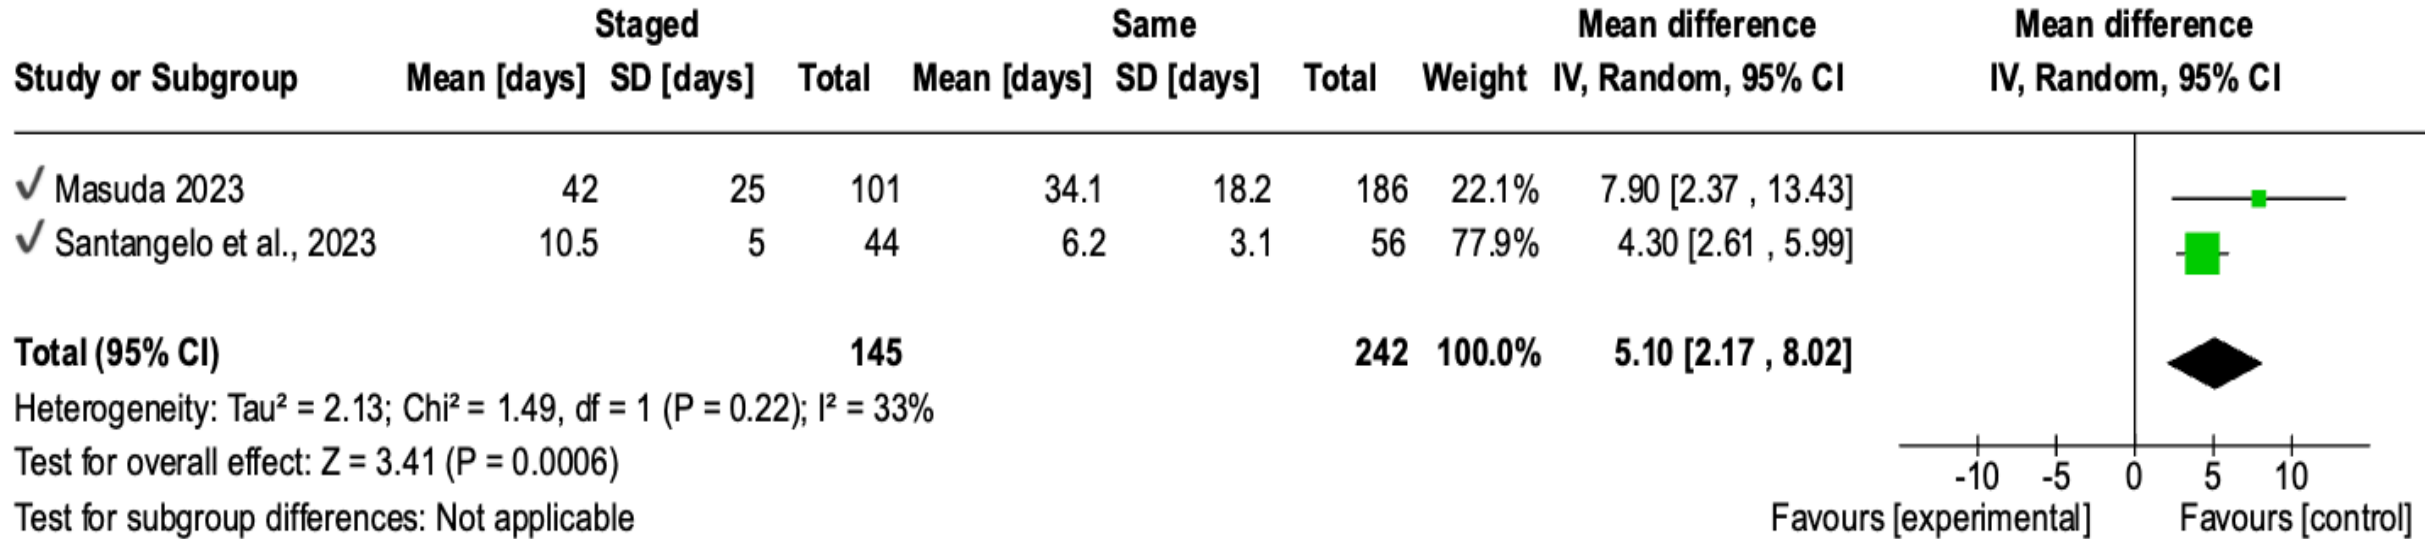 Staged Same Mean difference Mean difference
Study or Subgroup Mean [days] SD [days] Total Mean [days] SD [days] Total Weight IV, Random, 95% CI IV, Random, 95% CI
✓ Masuda 2023 42 25 101 34.1 18.2 186 22.1% 7.90 [2.37 , 13.43]
✓ Santangelo et al., 2023 10.5 5 44 6.2 3.1 56 77.9% 4.30 [2.61 , 5.99]
Total (95% CI) 145 242 100.0% 5.10 [2.17 , 8.02]
Heterogeneity: Tau² = 2.13; Chi² = 1.49, df = 1 (P = 0.22); I² = 33%
Test for overall effect: Z = 3.41 (P = 0.0006)
-10 -5 0 5 10
Test for subgroup differences: Not applicable
Favours [experimental] Favours [control]